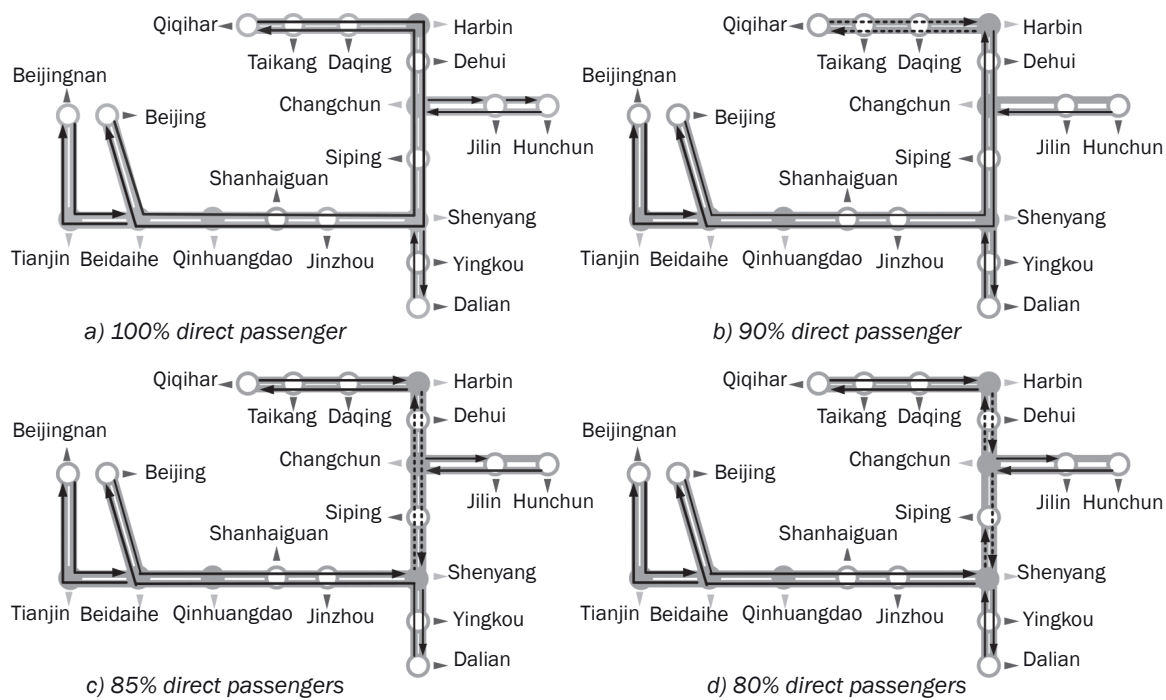 Qiqihar
Harbin
Taikang Daqing
Dehui
Beijingnan
Changchun
Beijing
Jilin Hunchun
Siping
Shanhaiguan
Shenyang
Tianjin Beidaihe Qinhuangdao Jinzhou
Yingkou
Dalian
a) 100% direct passenger
Qiqihar
Harbin
Taikang Daqing
Dehui
Beijingnan
Changchun
Beijing
Jilin Hunchun
Siping
Shanhaiguan
Shenyang
Tianjin Beidaihe Qinhuangdao Jinzhou
Yingkou
Dalian
b) 90% direct passenger
Qiqihar
Harbin
Taikang Daqing
Dehui
Beijingnan
Changchun
Beijing
Jilin Hunchun
Siping
Shanhaiguan
Shenyang
Tianjin Beidaihe Qinhuangdao Jinzhou
Yingkou
Dalian
c) 85% direct passengers
Qiqihar
Harbin
Taikang Daqing
Dehui
Beijingnan
Changchun
Beijing
Jilin Hunchun
Siping
Shanhaiguan
Shenyang
Tianjin Beidaihe Qinhuangdao Jinzhou
Yingkou
Dalian
d) 80% direct passengers